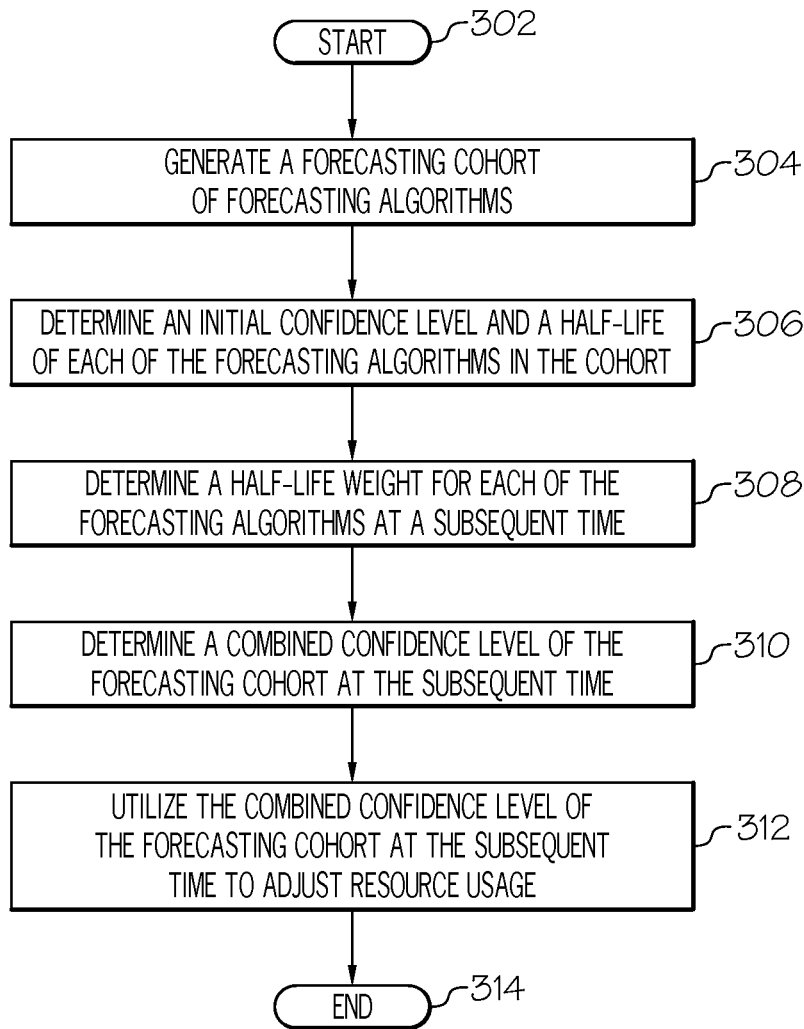 START
302
GENERATE A FORECASTING COHORT
OF FORECASTING ALGORITHMS
304
DETERMINE AN INITIAL CONFIDENCE LEVEL AND A HALF-LIFE
OF EACH OF THE FORECASTING ALGORITHMS IN THE COHORT
306
DETERMINE A HALF-LIFE WEIGHT FOR EACH OF THE
FORECASTING ALGORITHMS AT A SUBSEQUENT TIME
308
DETERMINE A COMBINED CONFIDENCE LEVEL OF THE
FORECASTING COHORT AT THE SUBSEQUENT TIME
310
UTILIZE THE COMBINED CONFIDENCE LEVEL OF
THE FORECASTING COHORT AT THE SUBSEQUENT
TIME TO ADJUST RESOURCE USAGE
312
END
314